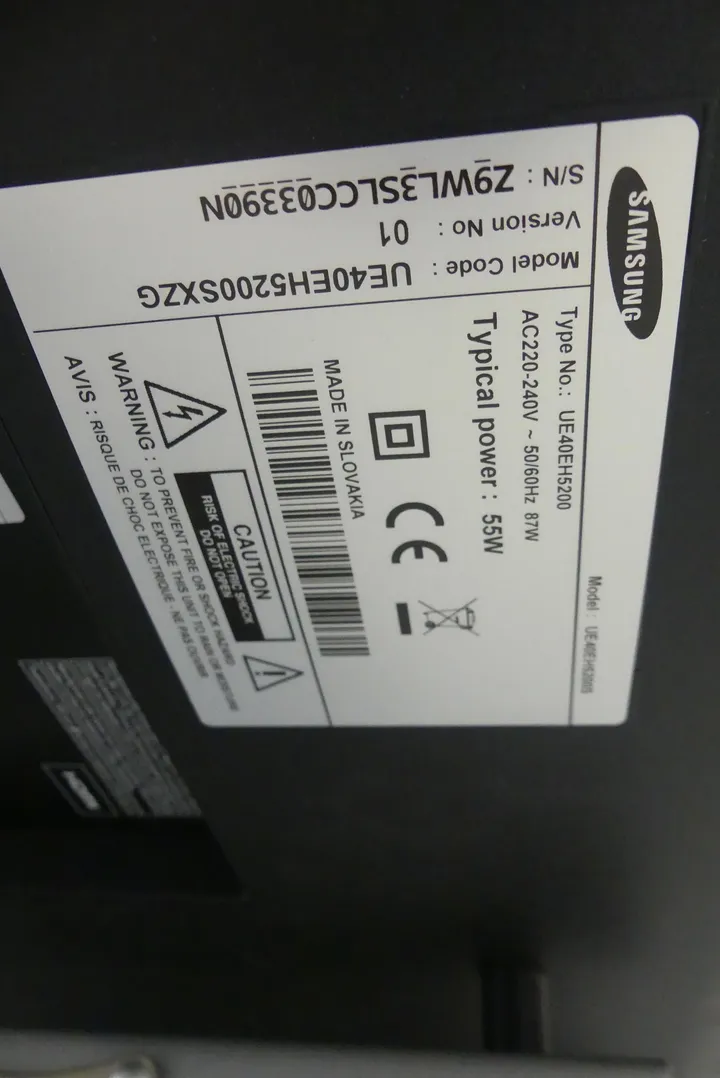 SAMSUNG
Model : UE40EH5200S
Type No.: UE40EH5200
AC220-240V ~ 50/60Hz 87W
Typical power : 55W
MADE IN SLOVAKIA
Model Code : UE40EH5200SXZG
Version No : 01
S/N : Z9WL3SLCC03390N
CAUTION
RISK OF ELECTRIC SHOCK
DO NOT OPEN
WARNING : TO PREVENT FIRE OR SHOCK HAZARD
DO NOT EXPOSE THIS UNIT TO RAIN OR MOISTURE
AVIS : RISQUE DE CHOC ELECTRIQUE - NE PAS OUVRIR